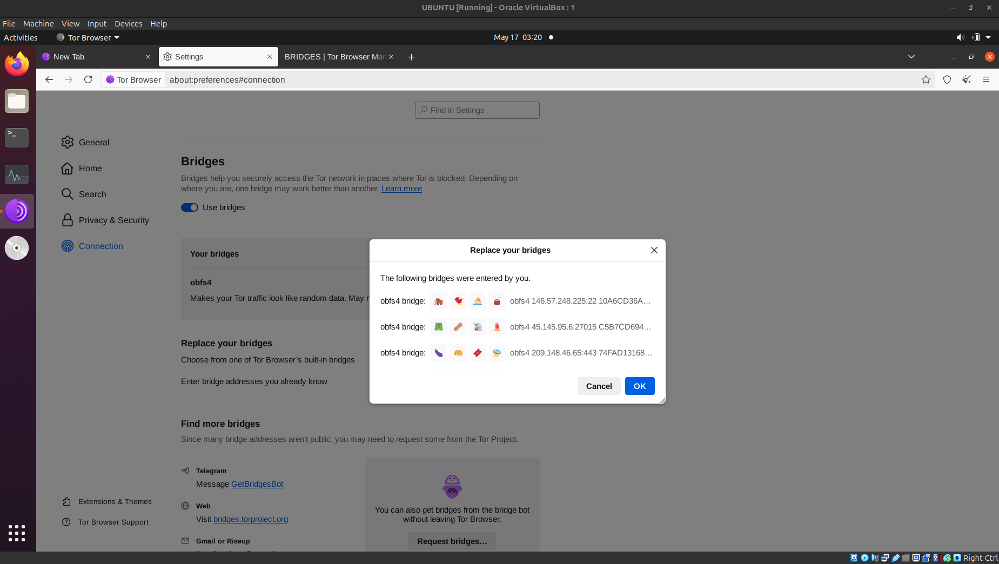 UBUNTU [Running] - Oracle VirtualBox : 1
File Machine View Input Devices Help
Activities Tor Browser May 17 03:20
New Tab Settings BRIDGES | Tor Browser Man
Tor Browser about:preferences#connection
Find in Settings
General
Home
Search
Privacy & Security
Connection
Extensions & Themes
Tor Browser Support
Bridges
Bridges help you securely access the Tor network in places where Tor is blocked. Depending on
where you are, one bridge may work better than another. Learn more
Use bridges
Your bridges
obfs4
Makes your Tor traffic look like random data. May
Replace your bridges
Choose from one of Tor Browser’s built-in bridges
Enter bridge addresses you already know
Replace your bridges
The following bridges were entered by you.
obfs4 bridge: obfs4 146.57.248.225:22 10A6CD36A…
obfs4 bridge: obfs4 45.145.95.6:27015 C5B7CD694…
obfs4 bridge: obfs4 209.148.46.65:443 74FAD13168…
Cancel OK
Find more bridges
Since many bridge addresses aren’t public, you may need to request some from the Tor Project.
Telegram
Message GetBridgesBot
Web
Visit bridges.torproject.org
Gmail or Riseup
You can also get bridges from the bridge bot
without leaving Tor Browser.
Request bridges…
Right Ctrl